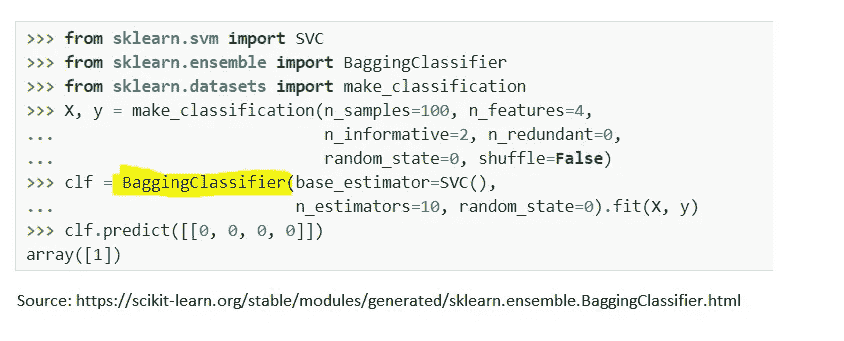 >>> from sklearn.svm import SVC
>>> from sklearn.ensemble import BaggingClassifier
>>> from sklearn.datasets import make_classification
>>> X, y = make_classification(n_samples=100, n_features=4,
...                            n_informative=2, n_redundant=0,
...                            random_state=0, shuffle=False)
>>> clf = BaggingClassifier(base_estimator=SVC(),
...                         n_estimators=10, random_state=0).fit(X, y)
>>> clf.predict([[0, 0, 0, 0]])
array([1])
Source: https://scikit-learn.org/stable/modules/generated/sklearn.ensemble.BaggingClassifier.html